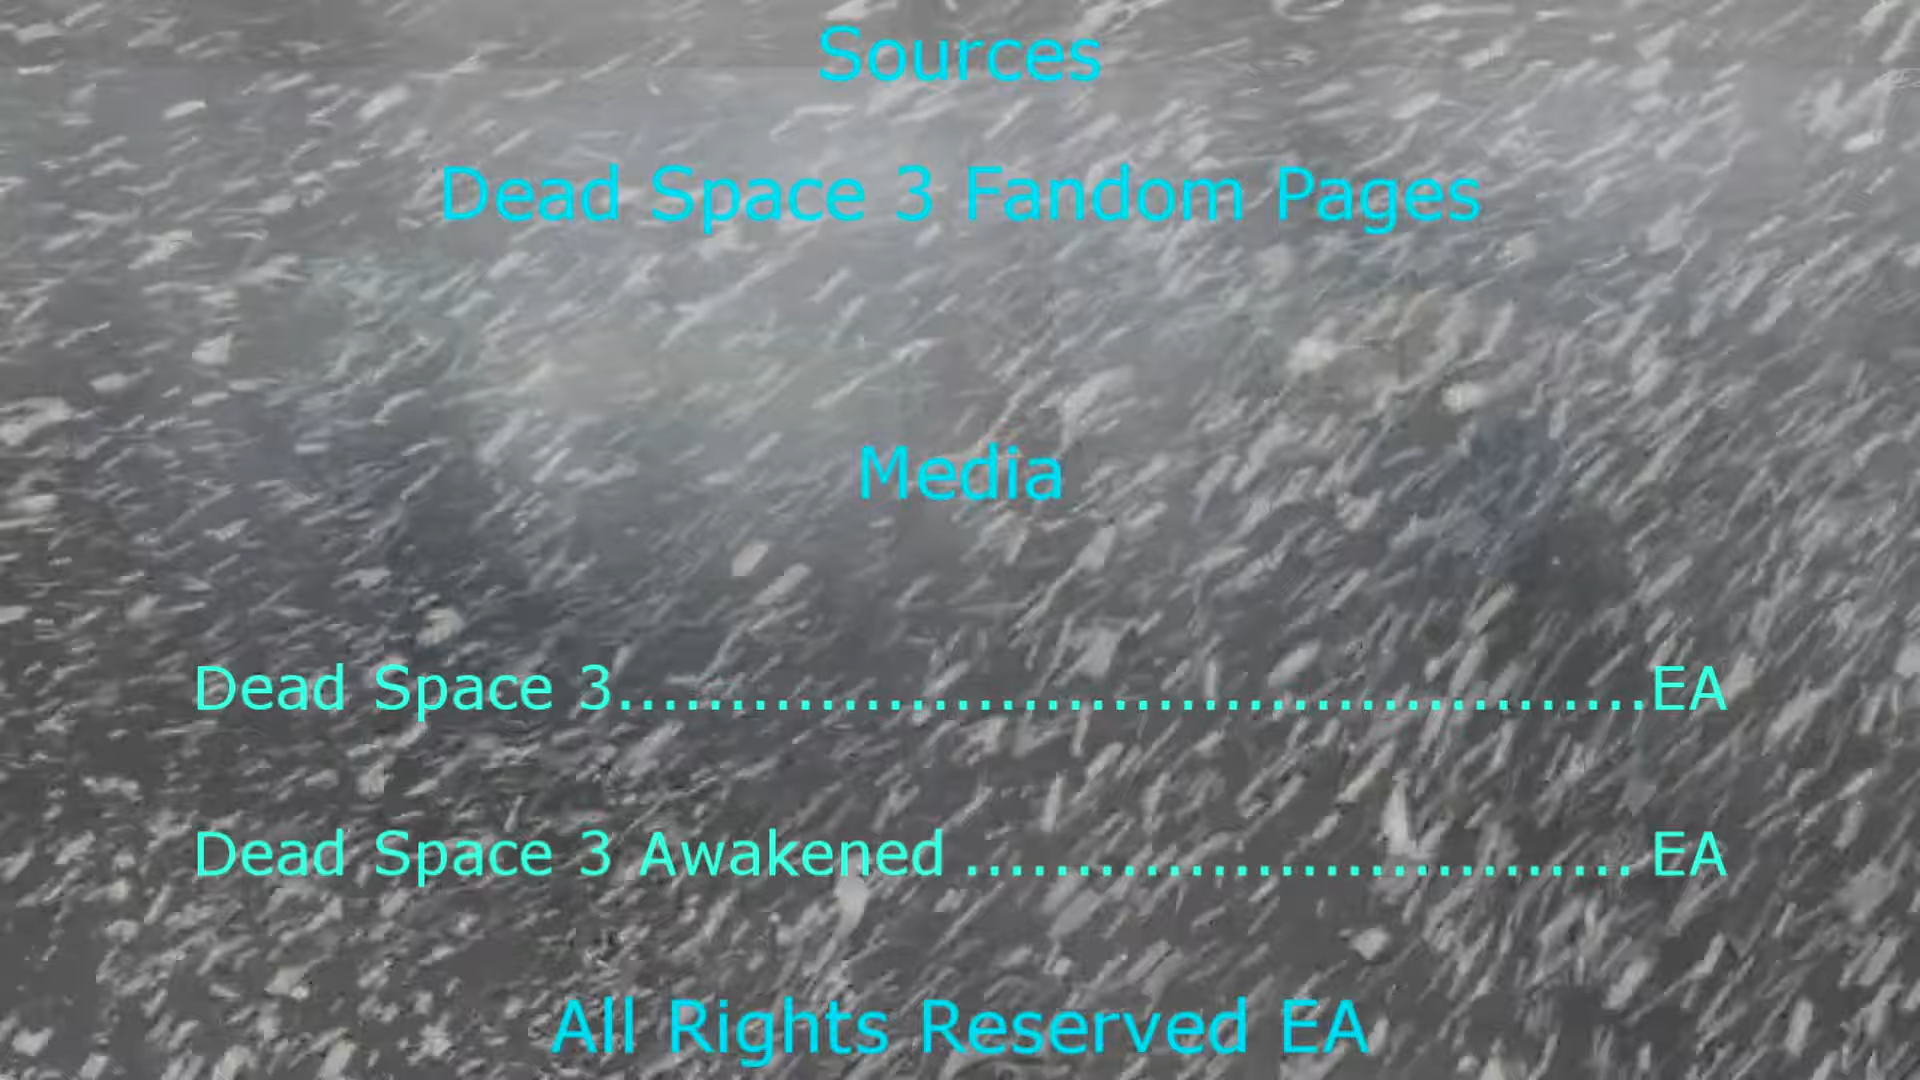 Sources
Dead Space 3 Fandom Pages
Media
Dead Space 3..............................................EA
Dead Space 3 Awakened .............................. EA
All Rights Reserved EA